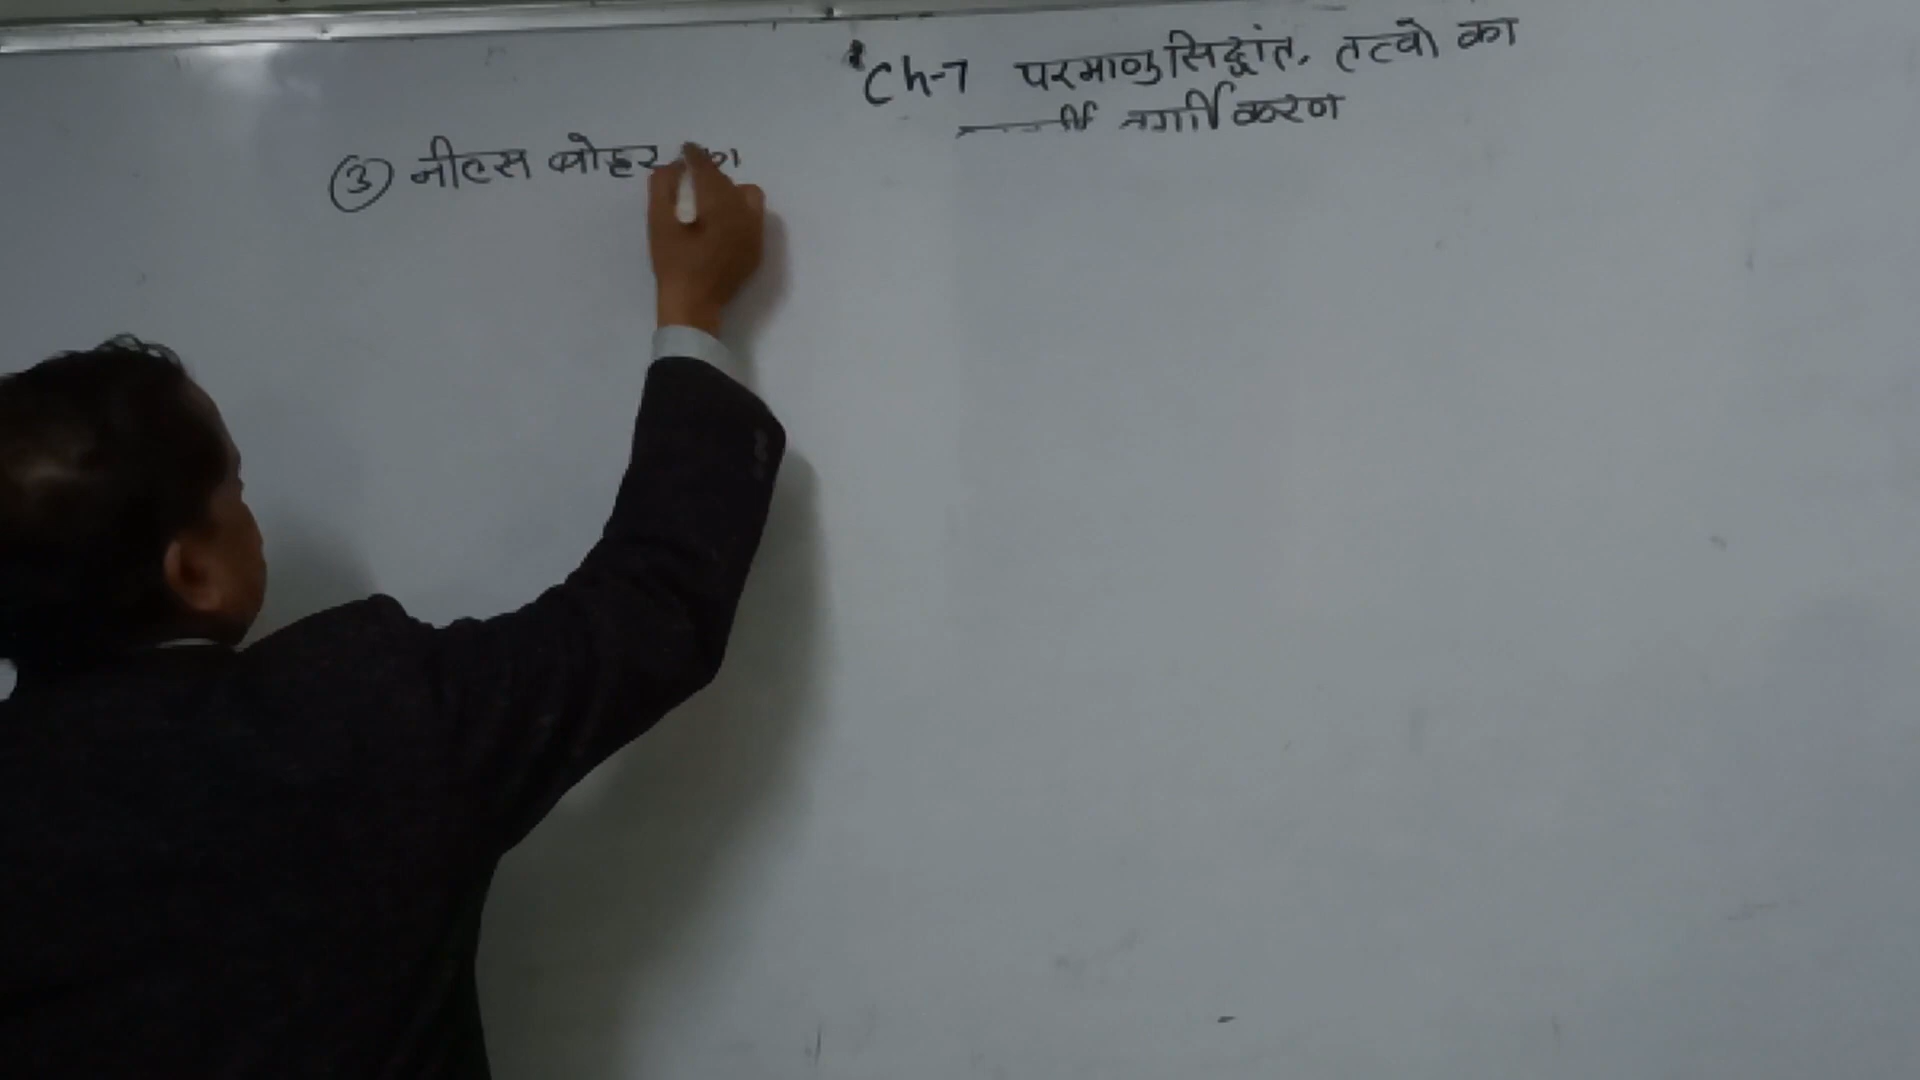 Ch-7 परमाणु सिद्धांत, तत्वो का
वर्गीकरण
③ नील्स बोहर का